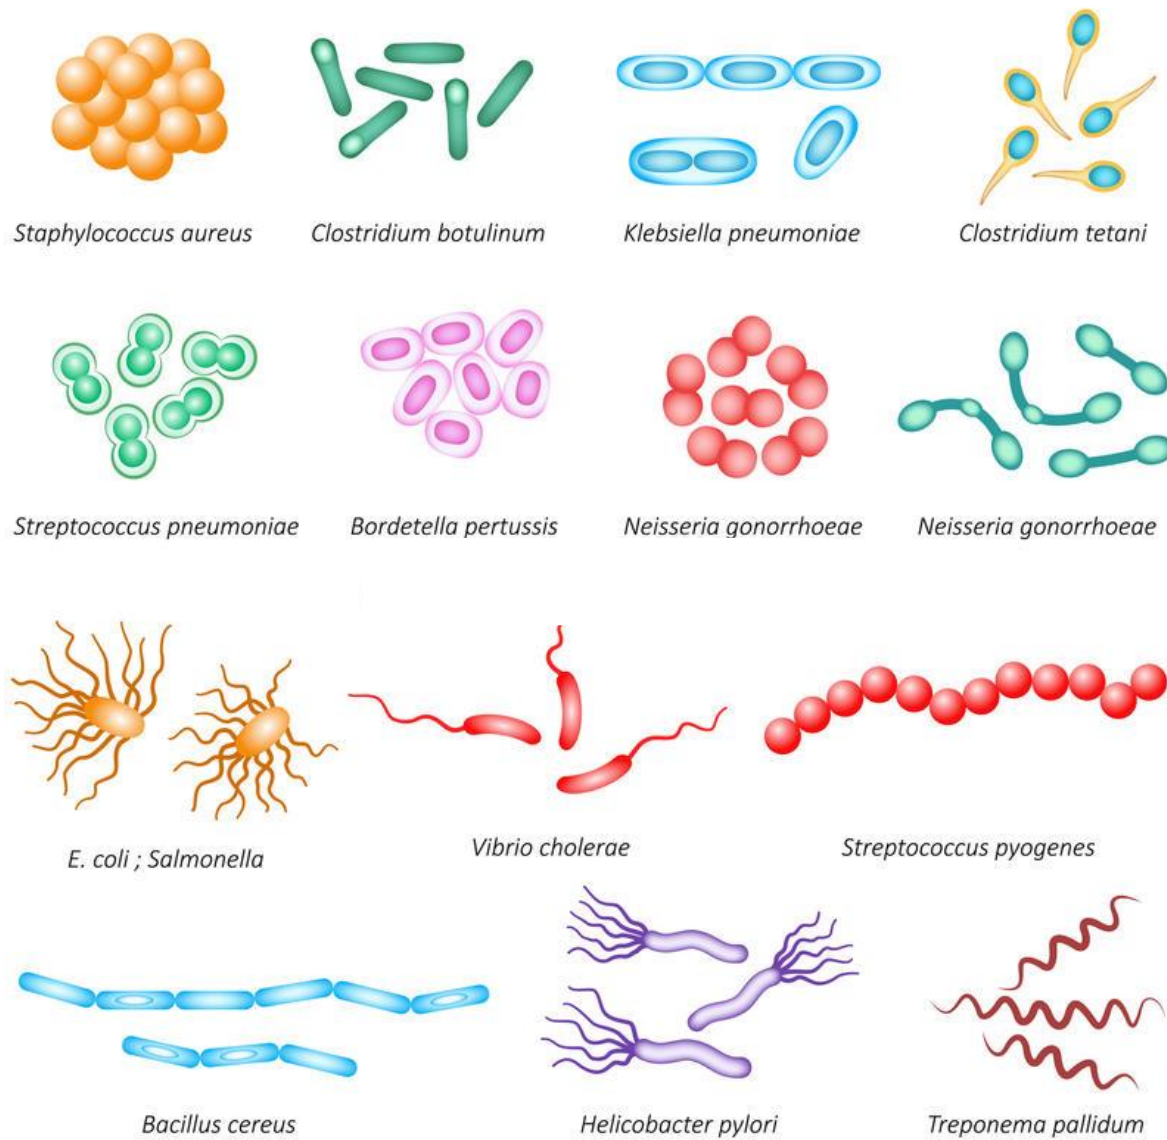 Staphylococcus aureus
Clostridium botulinum
Klebsiella pneumoniae
Clostridium tetani
Streptococcus pneumoniae
Bordetella pertussis
Neisseria gonorrhoeae
Neisseria gonorrhoeae
E. coli ; Salmonella
Vibrio cholerae
Streptococcus pyogenes
Bacillus cereus
Helicobacter pylori
Treponema pallidum